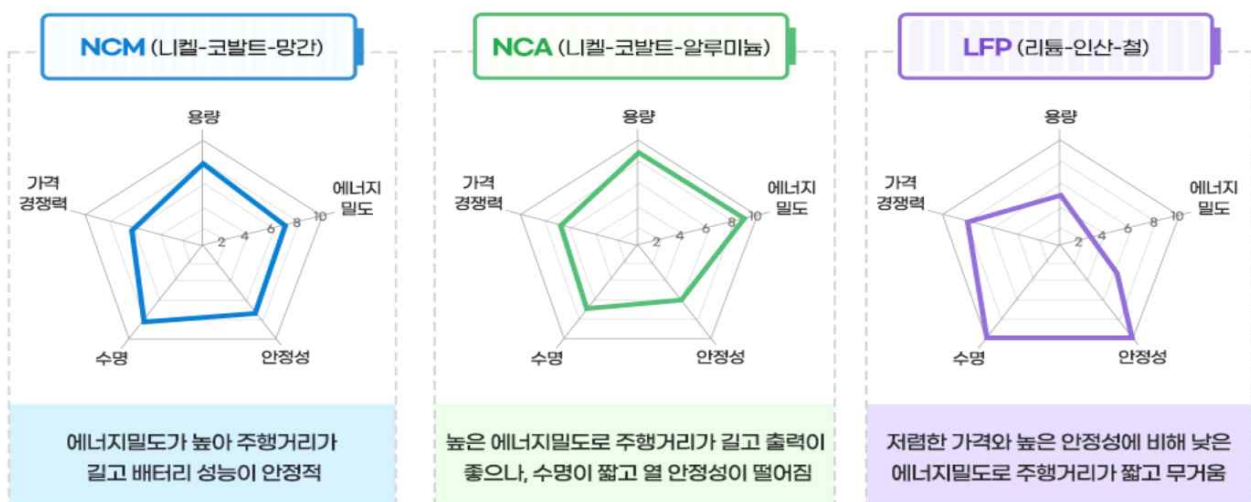 NCM (니켈-코발트-망간)
용량
가격
경쟁력
에너지
밀도
2 4 6 8 10
수명
안정성
에너지밀도가 높아 주행거리가
길고 배터리 성능이 안정적
NCA (니켈-코발트-알루미늄)
용량
가격
경쟁력
에너지
밀도
2 4 6 8 10
수명
안정성
높은 에너지밀도로 주행거리가 길고 출력이
좋으나, 수명이 짧고 열 안정성이 떨어짐
LFP (리튬-인산-철)
용량
가격
경쟁력
에너지
밀도
2 4 6 8 10
수명
안정성
저렴한 가격와 높은 안정성에 비해 낮은
에너지밀도로 주행거리가 짧고 무거움